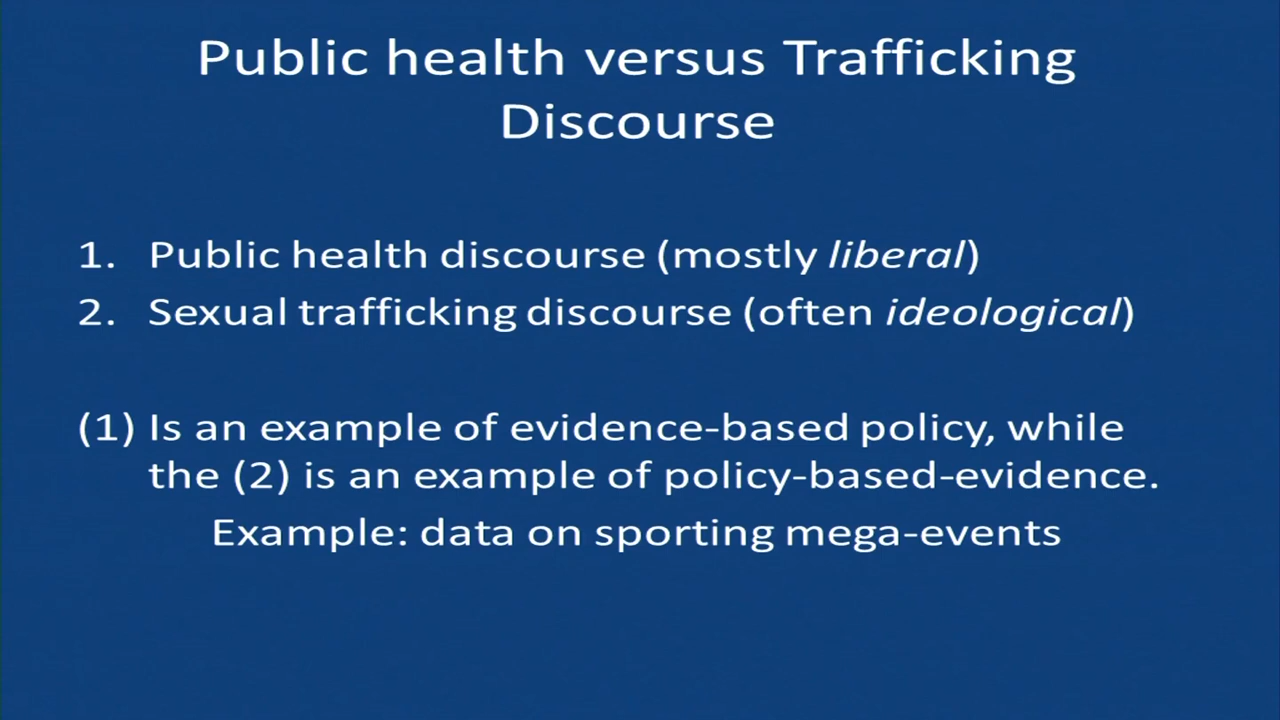 Public health versus Trafficking
Discourse
1. Public health discourse (mostly liberal)
2. Sexual trafficking discourse (often ideological)
(1) Is an example of evidence-based policy, while
the (2) is an example of policy-based-evidence.
Example: data on sporting mega-events